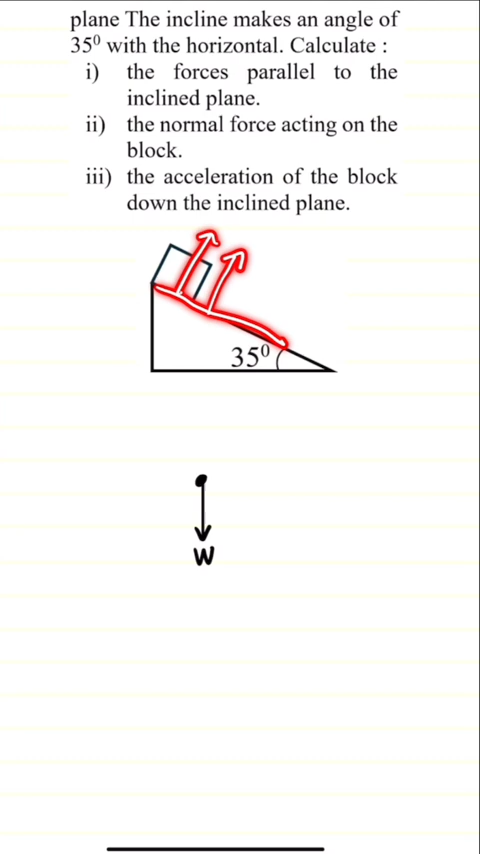 plane The incline makes an angle of
35⁰ with the horizontal. Calculate :
i) the forces parallel to the
inclined plane.
ii) the normal force acting on the
block.
iii) the acceleration of the block
down the inclined plane.
35⁰
W